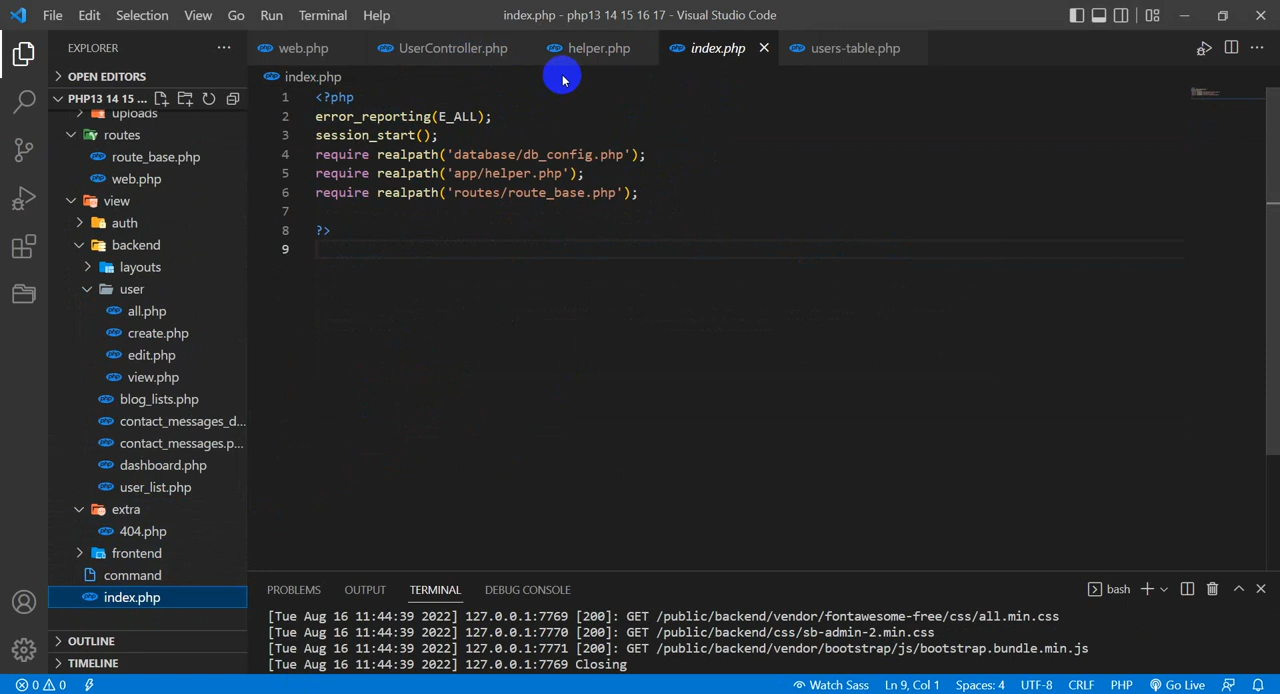 File Edit Selection View Go Run Terminal Help index.php - php13 14 15 16 17 - Visual Studio Code
EXPLORER ...
web.php UserController.php helper.php index.php users-table.php
OPEN EDITORS
PHP13 14 15 ...
uploads
routes
route_base.php
web.php
view
auth
backend
layouts
user
all.php
create.php
edit.php
view.php
blog_lists.php
contact_messages_d...
contact_messages.p...
dashboard.php
user_list.php
extra
404.php
frontend
command
index.php
OUTLINE
TIMELINE
index.php
1 <?php
2 error_reporting(E_ALL);
3 session_start();
4 require realpath('database/db_config.php');
5 require realpath('app/helper.php');
6 require realpath('routes/route_base.php');
7
8 ?>
9
PROBLEMS OUTPUT TERMINAL DEBUG CONSOLE bash
[Tue Aug 16 11:44:39 2022] 127.0.0.1:7769 [200]: GET /public/backend/vendor/fontawesome-free/css/all.min.css
[Tue Aug 16 11:44:39 2022] 127.0.0.1:7770 [200]: GET /public/backend/css/sb-admin-2.min.css
[Tue Aug 16 11:44:39 2022] 127.0.0.1:7771 [200]: GET /public/backend/vendor/bootstrap/js/bootstrap.bundle.min.js
[Tue Aug 16 11:44:39 2022] 127.0.0.1:7769 Closing
0 0 Watch Sass Ln 9, Col 1 Spaces: 4 UTF-8 CRLF PHP Go Live